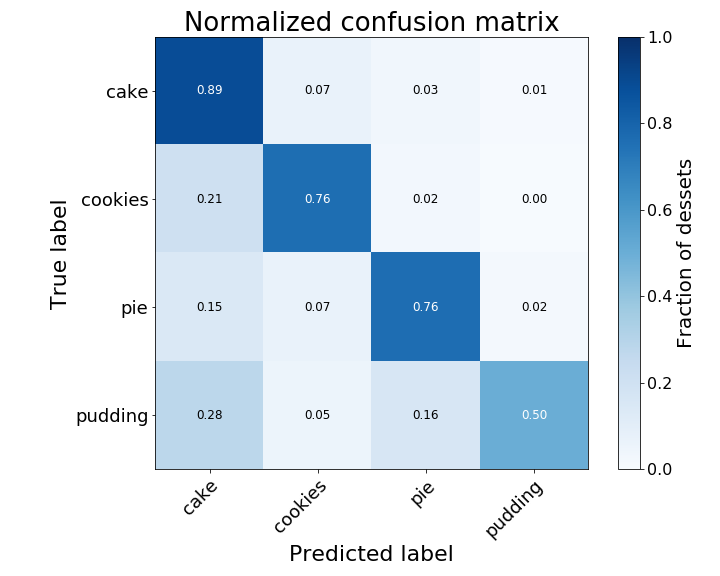 Normalized confusion matrix
True label
cake 0.89 0.07 0.03 0.01
cookies 0.21 0.76 0.02 0.00
pie 0.15 0.07 0.76 0.02
pudding 0.28 0.05 0.16 0.50
cake cookies pie pudding
Predicted label
1.0
0.8
0.6
0.4
0.2
0.0
Fraction of dessets